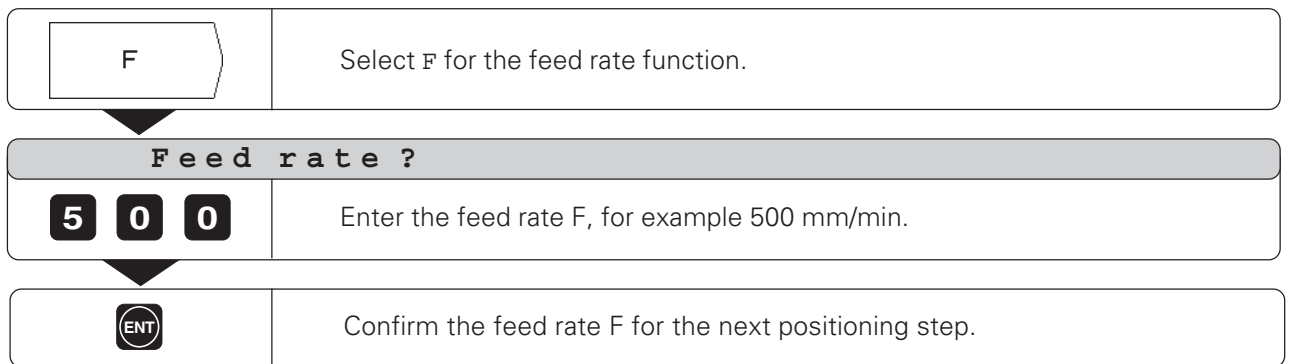 F
Select F for the feed rate function.
Feed rate ?
5 0 0
Enter the feed rate F, for example 500 mm/min.
ENT
Confirm the feed rate F for the next positioning step.